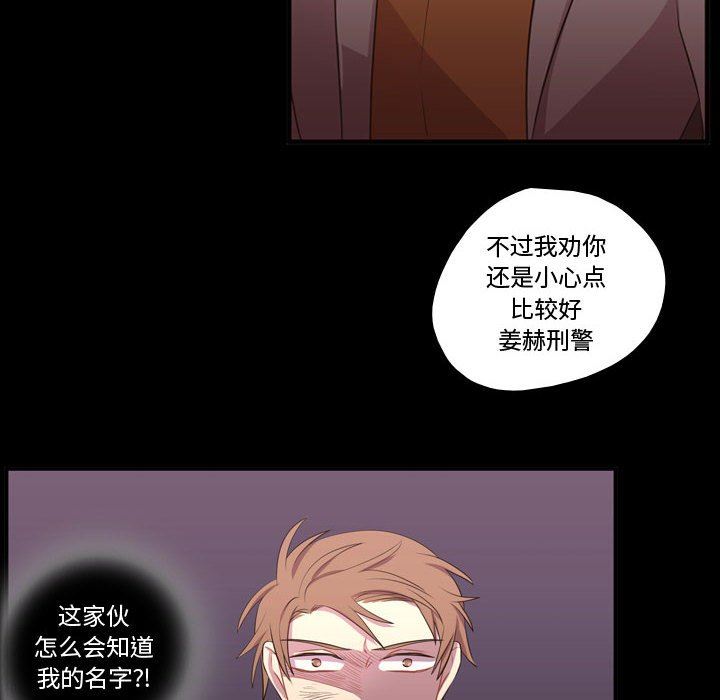 不过我劝你
还是小心点
比较好
姜赫刑警
这家伙
怎么会知道
我的名字?!